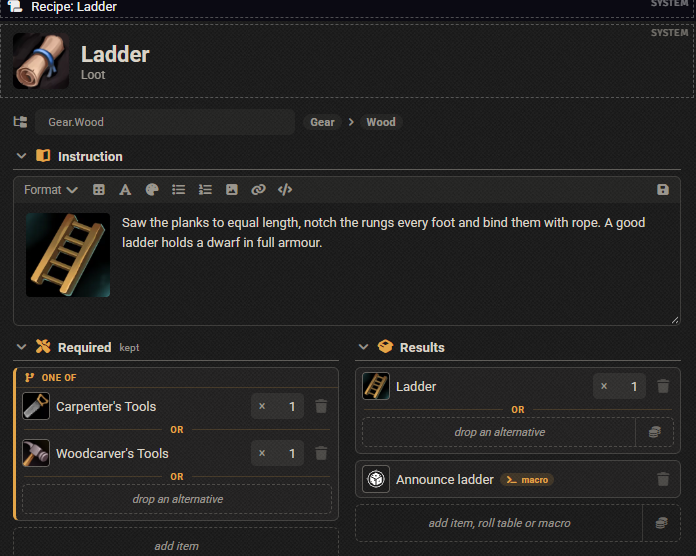 Recipe: Ladder
SYSTEM
SYSTEM
Ladder
Loot
Gear.Wood
Gear > Wood
Instruction
Format
Saw the planks to equal length, notch the rungs every foot and bind them with rope. A good
ladder holds a dwarf in full armour.
Required kept
ONE OF
Carpenter's Tools × 1
OR
Woodcarver's Tools × 1
OR
drop an alternative
add item
Results
Ladder × 1
OR
drop an alternative
Announce ladder macro
add item, roll table or macro